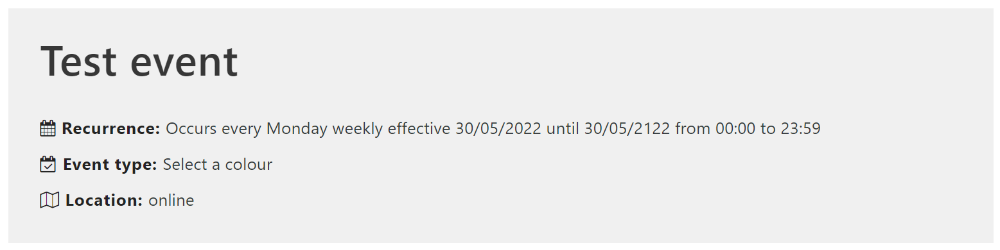 Test event
Recurrence: Occurs every Monday weekly effective 30/05/2022 until 30/05/2122 from 00:00 to 23:59
Event type: Select a colour
Location: online